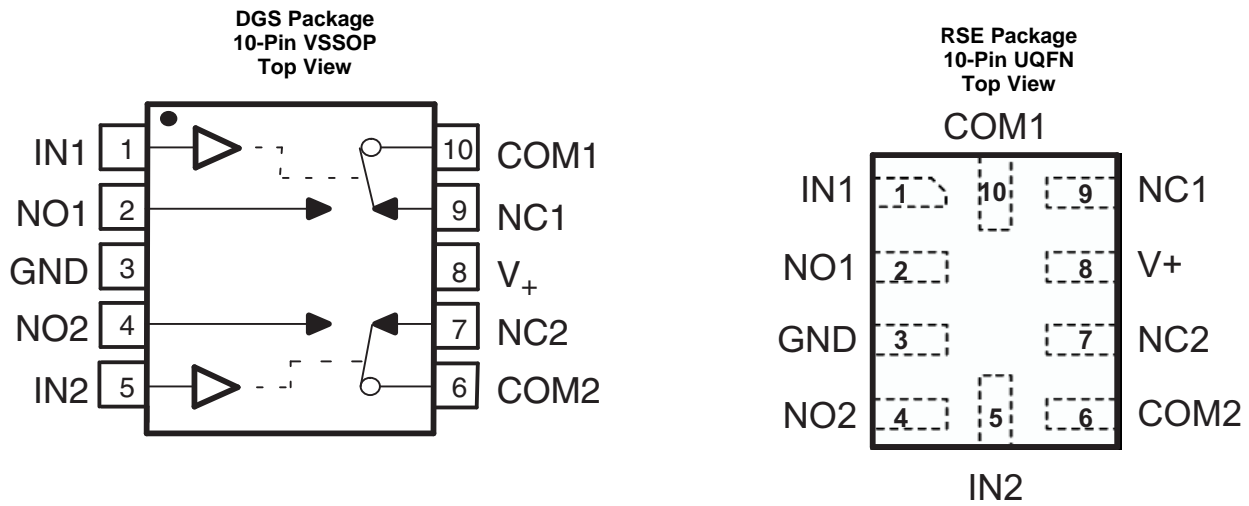 DGS Package
10-Pin VSSOP
Top View
IN1 1
10 COM1
NO1 2
9 NC1
GND 3
8 V+
NO2 4
7 NC2
IN2 5
6 COM2
RSE Package
10-Pin UQFN
Top View
COM1
IN1 1 10 9 NC1
NO1 2 8 V+
GND 3 7 NC2
NO2 4 5 6 COM2
IN2